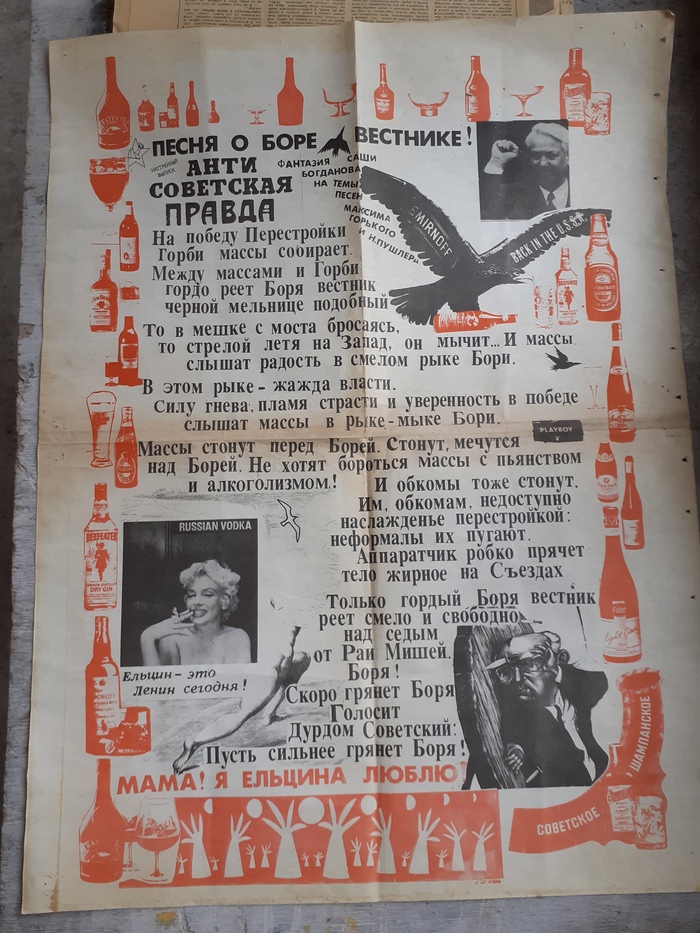 ПЕСНЯ О БОРЕ ВЕСТНИКЕ!
ЭКСТРЕННЫЙ
ВЫПУСК
АНТИ
СОВЕТСКАЯ
ПРАВДА
ФАНТАЗИЯ САШИ
БОГДАНОВА
НА ТЕМЫ
ПЕСЕН
МАКСИМА
ГОРЬКОГО
И Н.ПУШЛЕРА
SMIRNOFF
BACK IN THE U.S.S.R.
На победу Перестройки
Горби массы собирает.
Между массами и Горби
гордо реет Боря вестник
черной мельнице подобный
То в мешке с моста бросаясь,
то стрелой летя на Запад, он мычит... И массы
слышат радость в смелом рыке Бори.
В этом рыке - жажда власти.
Силу гнева, пламя страсти и уверенность в победе
слышат массы в рыке-мыке Бори.
PLAYBOY
Массы стонут перед Борей. Стонут, мечутся
над Борей. Не хотят бороться массы с пьянством
и алкоголизмом!
И обкомы тоже стонут.
Им, обкомам, недоступно
наслажденье перестройкой:
неформалы их пугают.
Аппаратчик робко прячет
тело жирное на Съездах
RUSSIAN VODKA
BEEFEATER
DRY GIN
Только гордый Боря вестник
реет смело и свободно
над седым
от Раи Мишей.
Боря!
Скоро грянет Боря
Голосит
Дурдом Советский:
Пусть сильнее грянет Боря!
Ельцин - это
Ленин сегодня!
МАМА! Я ЕЛЬЦИНА ЛЮБЛЮ
СОВЕТСКОЕ
ШАМПАНСКОЕ